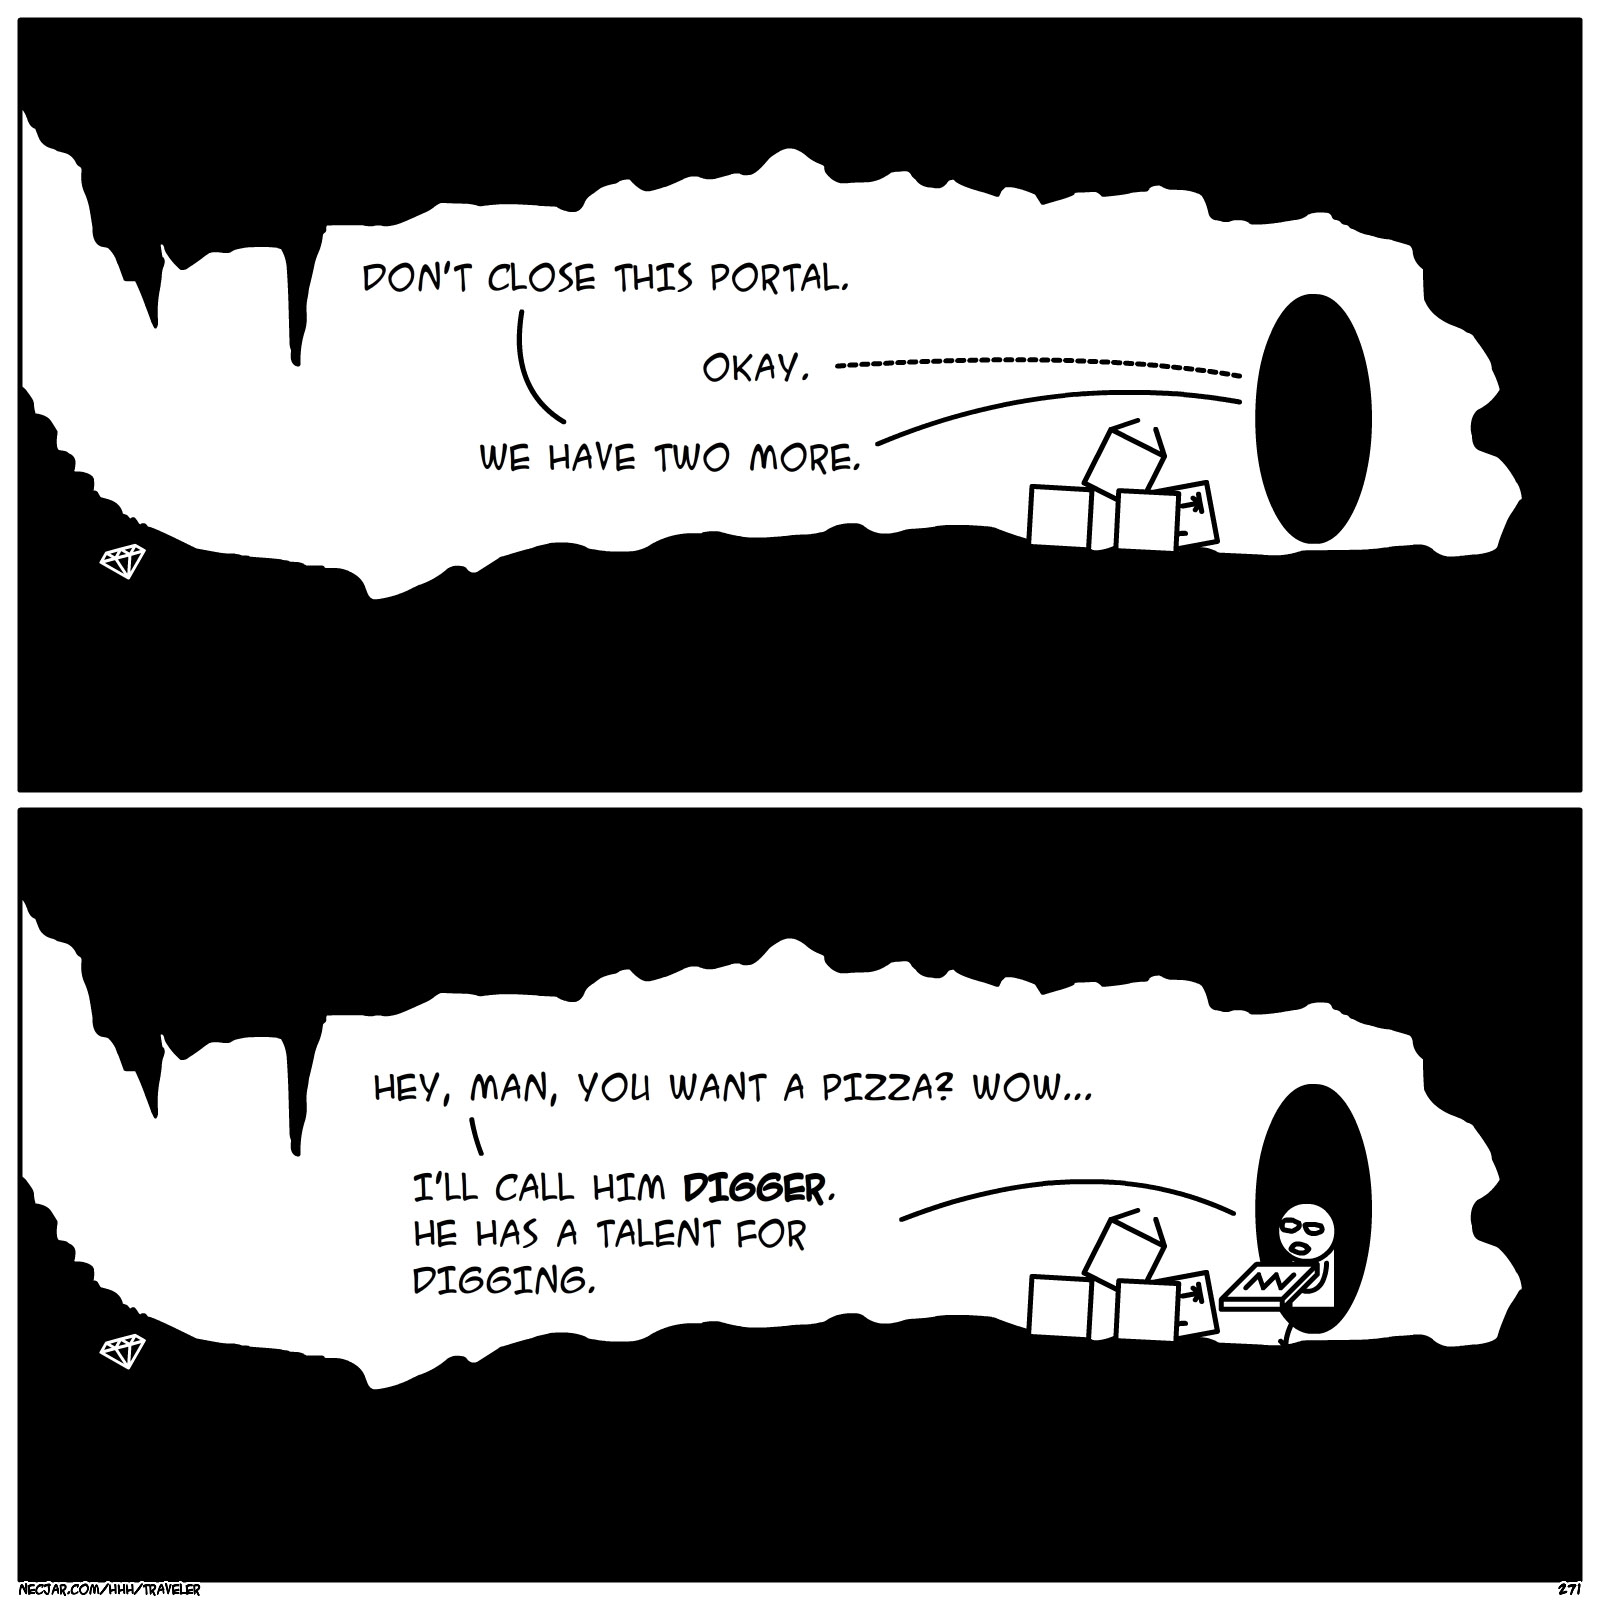 DON'T CLOSE THIS PORTAL.
OKAY.
WE HAVE TWO MORE.
HEY, MAN, YOU WANT A PIZZA? WOW...
I'LL CALL HIM DIGGER.
HE HAS A TALENT FOR
DIGGING.
NECJAR.COM/HHH/TRAVELER
271